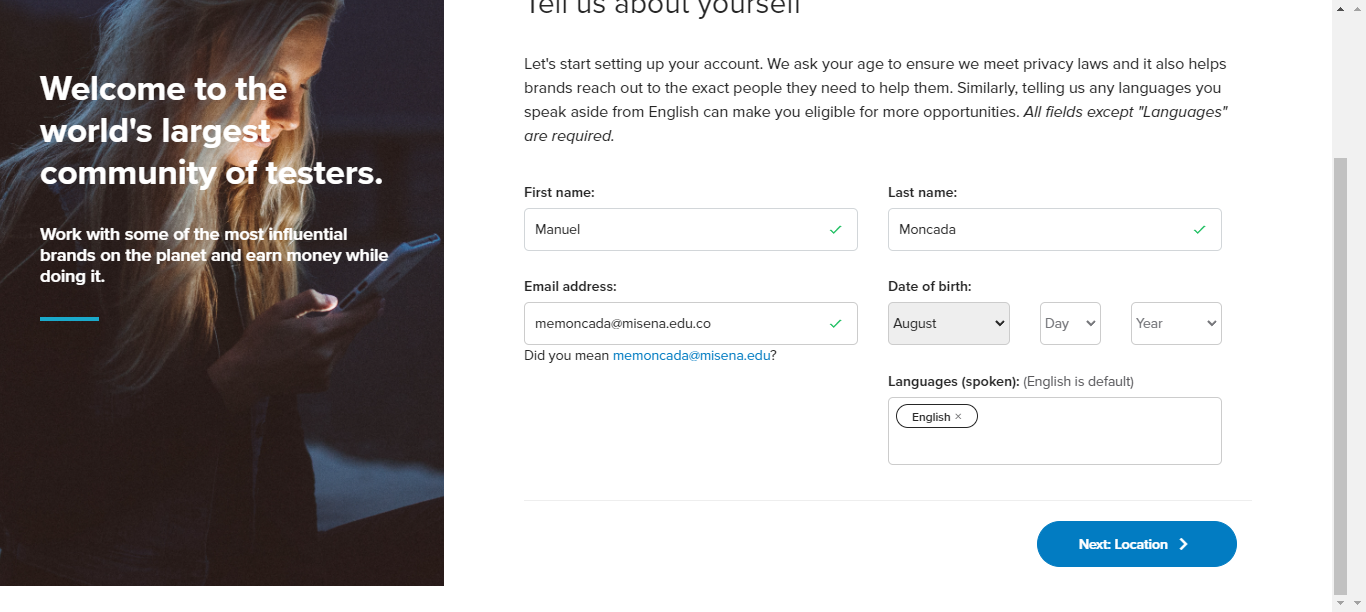 Welcome to the
world's largest
community of testers.
Work with some of the most influential
brands on the planet and earn money while
doing it.
Tell us about yourself
Let's start setting up your account. We ask your age to ensure we meet privacy laws and it also helps
brands reach out to the exact people they need to help them. Similarly, telling us any languages you
speak aside from English can make you eligible for more opportunities. All fields except "Languages"
are required.
First name:
Manuel
Last name:
Moncada
Email address:
memoncada@misena.edu.co
Did you mean memoncada@misena.edu?
Date of birth:
August Day Year
Languages (spoken): (English is default)
English ×
Next: Location